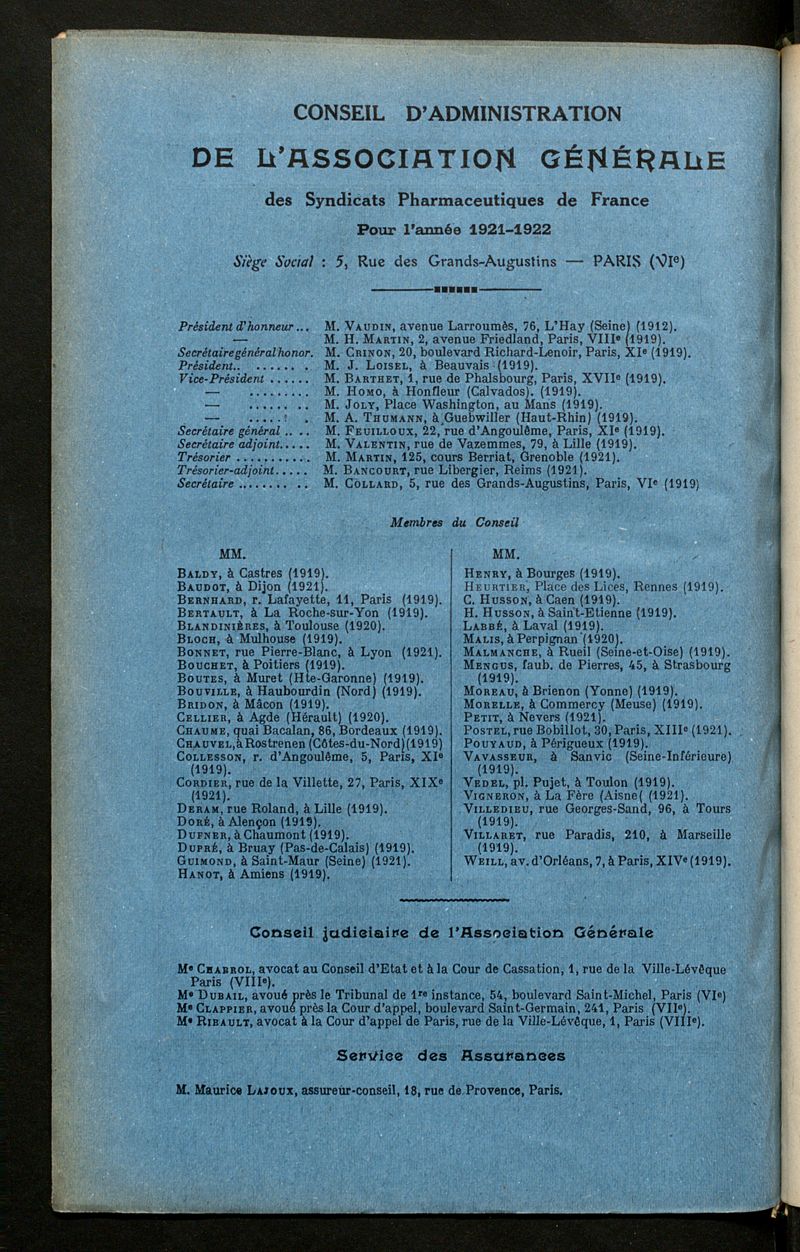 CONSEIL D'ADMINISTRATION
DE L'ASSOCIATION GÉNÉRALE
des Syndicats Pharmaceutiques de France
Pour l'année 1921-1922
Siège Social : 5, Rue des Grands-Augustins — PARIS (VIe)
Président d'honneur ... M. VAUDIN, avenue Larroumès, 76, L'Hay (Seine) (1912).
— M. H. MARTIN, 2, avenue Friedland, Paris, VIIIe (1919).
Secrétaire général honor. M. CRINON, 20, boulevard Richard-Lenoir, Paris, XIe (1919).
Président.. ....... . M. J. LOISEL, à Beauvais (1919).
Vice-Président ...... M. BARTHET, 1, rue de Phalsbourg, Paris, XVIIe (1919).
— ......... M. HOMO, à Honfleur (Calvados). (1919).
— ...... .. M. JOLY, Place Washington, au Mans (1919).
— ..... : . M. A. THUMANN, à Guebwiller (Haut-Rhin) (1919).
Secrétaire général .. .. M. FEUILLOUX, 22, rue d'Angoulême, Paris, XIe (1919).
Secrétaire adjoint..... M. VALENTIN, rue de Vazemmes, 79, à Lille (1919).
Trésorier ........... M. MARTIN, 125, cours Berriat, Grenoble (1921).
Trésorier-adjoint..... M. BANCOURT, rue Libergier, Reims (1921).
Secrétaire ........ .. M. COLLARD, 5, rue des Grands-Augustins, Paris, VIe (1919)
Membres du Conseil
MM.
BALDY, à Castres (1919).
BAUDOT, à Dijon (1921).
BERNHARD, r. Lafayette, 11, Paris (1919).
BERTAULT, à La Roche-sur-Yon (1919).
BLANDINIÈRES, à Toulouse (1920).
BLOCH, à Mulhouse (1919).
BONNET, rue Pierre-Blanc, à Lyon (1921).
BOUCHET, à Poitiers (1919).
BOUTES, à Muret (Hte-Garonne) (1919).
BOUVILLE, à Haubourdin (Nord) (1919).
BRIDON, à Mâcon (1919).
CELLIER, à Agde (Hérault) (1920).
CHAUME, quai Bacalan, 86, Bordeaux (1919).
CHAUVEL, à Rostrenen (Côtes-du-Nord) (1919)
COLLESSON, r. d'Angoulême, 5, Paris, XIe
(1919).
CORDIER, rue de la Villette, 27, Paris, XIXe
(1921).
DERAM, rue Roland, à Lille (1919).
DORÉ, à Alençon (1919).
DUFNER, à Chaumont (1919).
DUPRÉ, à Bruay (Pas-de-Calais) (1919).
GUIMOND, à Saint-Maur (Seine) (1921).
HANOT, à Amiens (1919).
MM.
HENRY, à Bourges (1919).
HEURTIER, Place des Lices, Rennes (1919).
C. HUSSON, à Caen (1919).
H. HUSSON, à Saint-Etienne (1919).
LABBÉ, à Laval (1919).
MALIS, à Perpignan (1920).
MALMANCHE, à Rueil (Seine-et-Oise) (1919).
MENGUS, faub. de Pierres, 45, à Strasbourg
(1919).
MOREAU, à Brienon (Yonne) (1919).
MORELLE, à Commercy (Meuse) (1919).
PETIT, à Nevers (1921).
POSTEL, rue Bobillot, 30, Paris, XIIIe (1921).
POUYAUD, à Périgueux (1919).
VAVASSEUR, à Sanvic (Seine-Inférieure)
(1919).
VEDEL, pl. Pujet, à Toulon (1919).
VIGNERON, à La Fère (Aisne( (1921).
VILLEDIEU, rue Georges-Sand, 96, à Tours
(1919).
VILLARET, rue Paradis, 210, à Marseille
(1919).
WEILL, av. d'Orléans, 7, à Paris, XIVe (1919).
Conseil judiciaire de l'Association Générale
Me CHABROL, avocat au Conseil d'Etat et à la Cour de Cassation, 1, rue de la Ville-Lévêque
Paris (VIIIe).
Me DUBAIL, avoué près le Tribunal de 1re instance, 54, boulevard Saint-Michel, Paris (VIe)
Me CLAPPIER, avoué près la Cour d'appel, boulevard Saint-Germain, 241, Paris (VIIe).
Me RIBAULT, avocat à la Cour d'appel de Paris, rue de la Ville-Lévêque, 1, Paris (VIIIe).
Service des Assurances
M. Maurice LAJOUX, assureur-conseil, 18, rue de Provence, Paris.